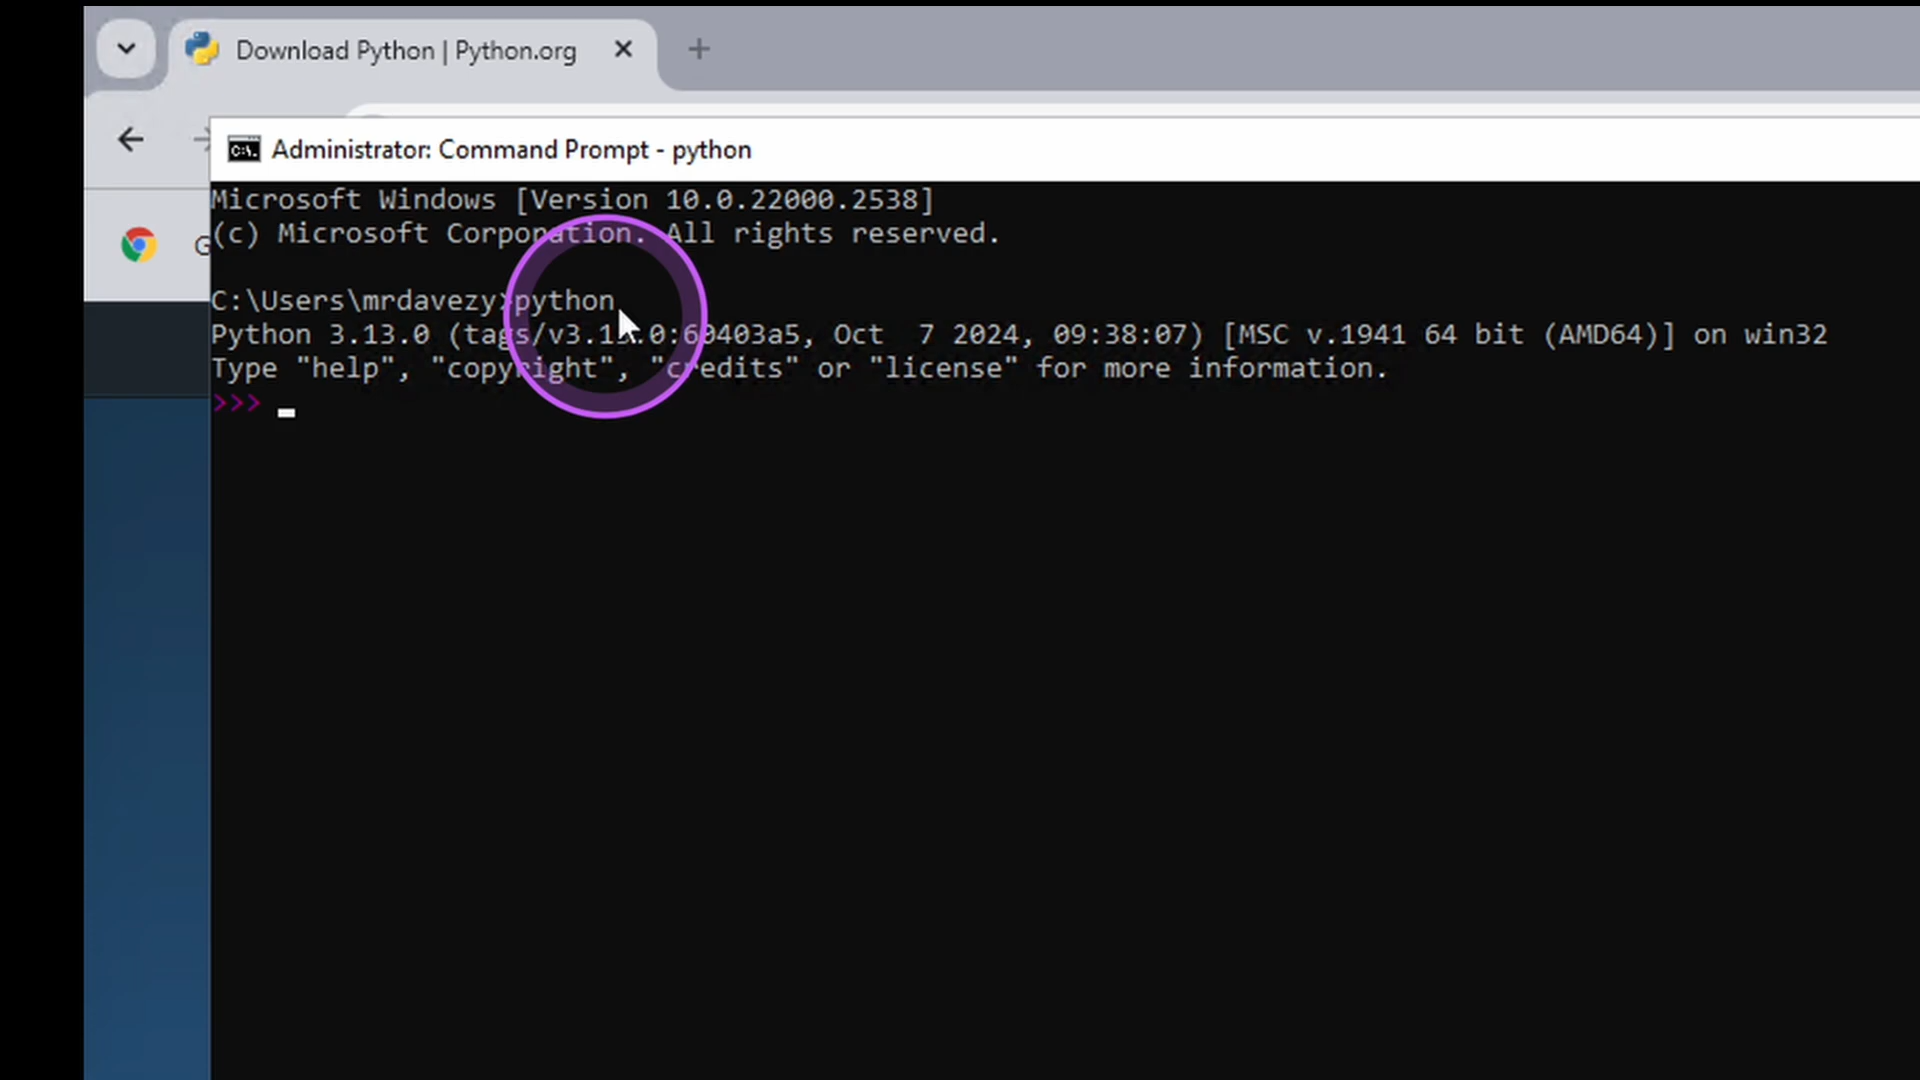 Download Python | Python.org
Administrator: Command Prompt - python
Microsoft Windows [Version 10.0.22000.2538]
(c) Microsoft Corporation. All rights reserved.
G
C:\Users\mrdavezy>python
Python 3.13.0 (tags/v3.13.0:60403a5, Oct  7 2024, 09:38:07) [MSC v.1941 64 bit (AMD64)] on win32
Type "help", "copyright", "credits" or "license" for more information.
>>>